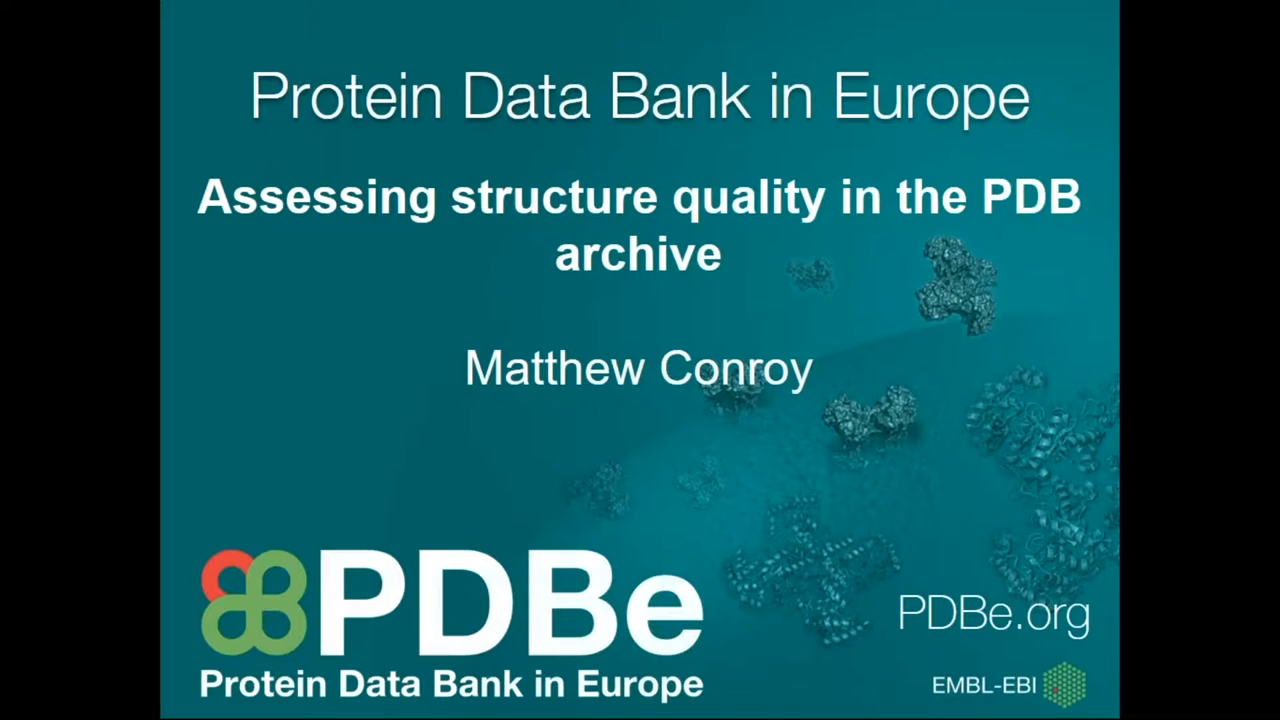 Protein Data Bank in Europe
Assessing structure quality in the PDB
archive
Matthew Conroy
PDBe
Protein Data Bank in Europe
PDBe.org
EMBL-EBI